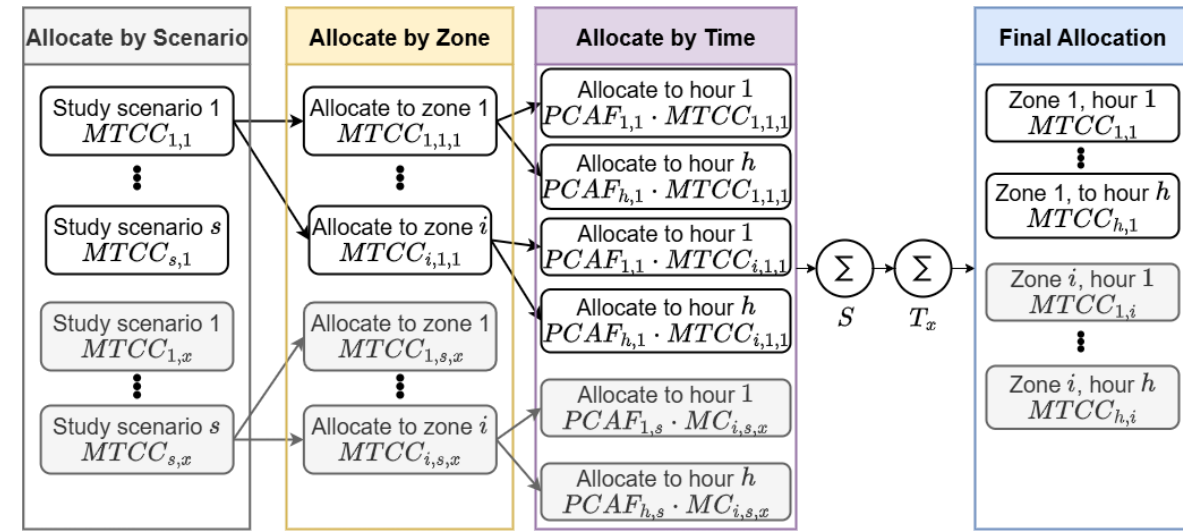 Allocate by Scenario
Study scenario 1
MTCC_{1,1}
Study scenario s
MTCC_{s,1}
Study scenario 1
MTCC_{1,x}
Study scenario s
MTCC_{s,x}
Allocate by Zone
Allocate to zone 1
MTCC_{1,1,1}
Allocate to zone i
MTCC_{i,1,1}
Allocate to zone 1
MTCC_{1,s,x}
Allocate to zone i
MTCC_{i,s,x}
Allocate by Time
Allocate to hour 1
PCAF_{1,1} · MTCC_{1,1,1}
Allocate to hour h
PCAF_{h,1} · MTCC_{1,1,1}
Allocate to hour 1
PCAF_{1,1} · MTCC_{i,1,1}
Allocate to hour h
PCAF_{h,1} · MTCC_{i,1,1}
Allocate to hour 1
PCAF_{1,s} · MC_{i,s,x}
Allocate to hour h
PCAF_{h,s} · MC_{i,s,x}
Σ
S
Σ
T_x
Final Allocation
Zone 1, hour 1
MTCC_{1,1}
Zone 1, to hour h
MTCC_{h,1}
Zone i, hour 1
MTCC_{1,i}
Zone i, hour h
MTCC_{h,i}